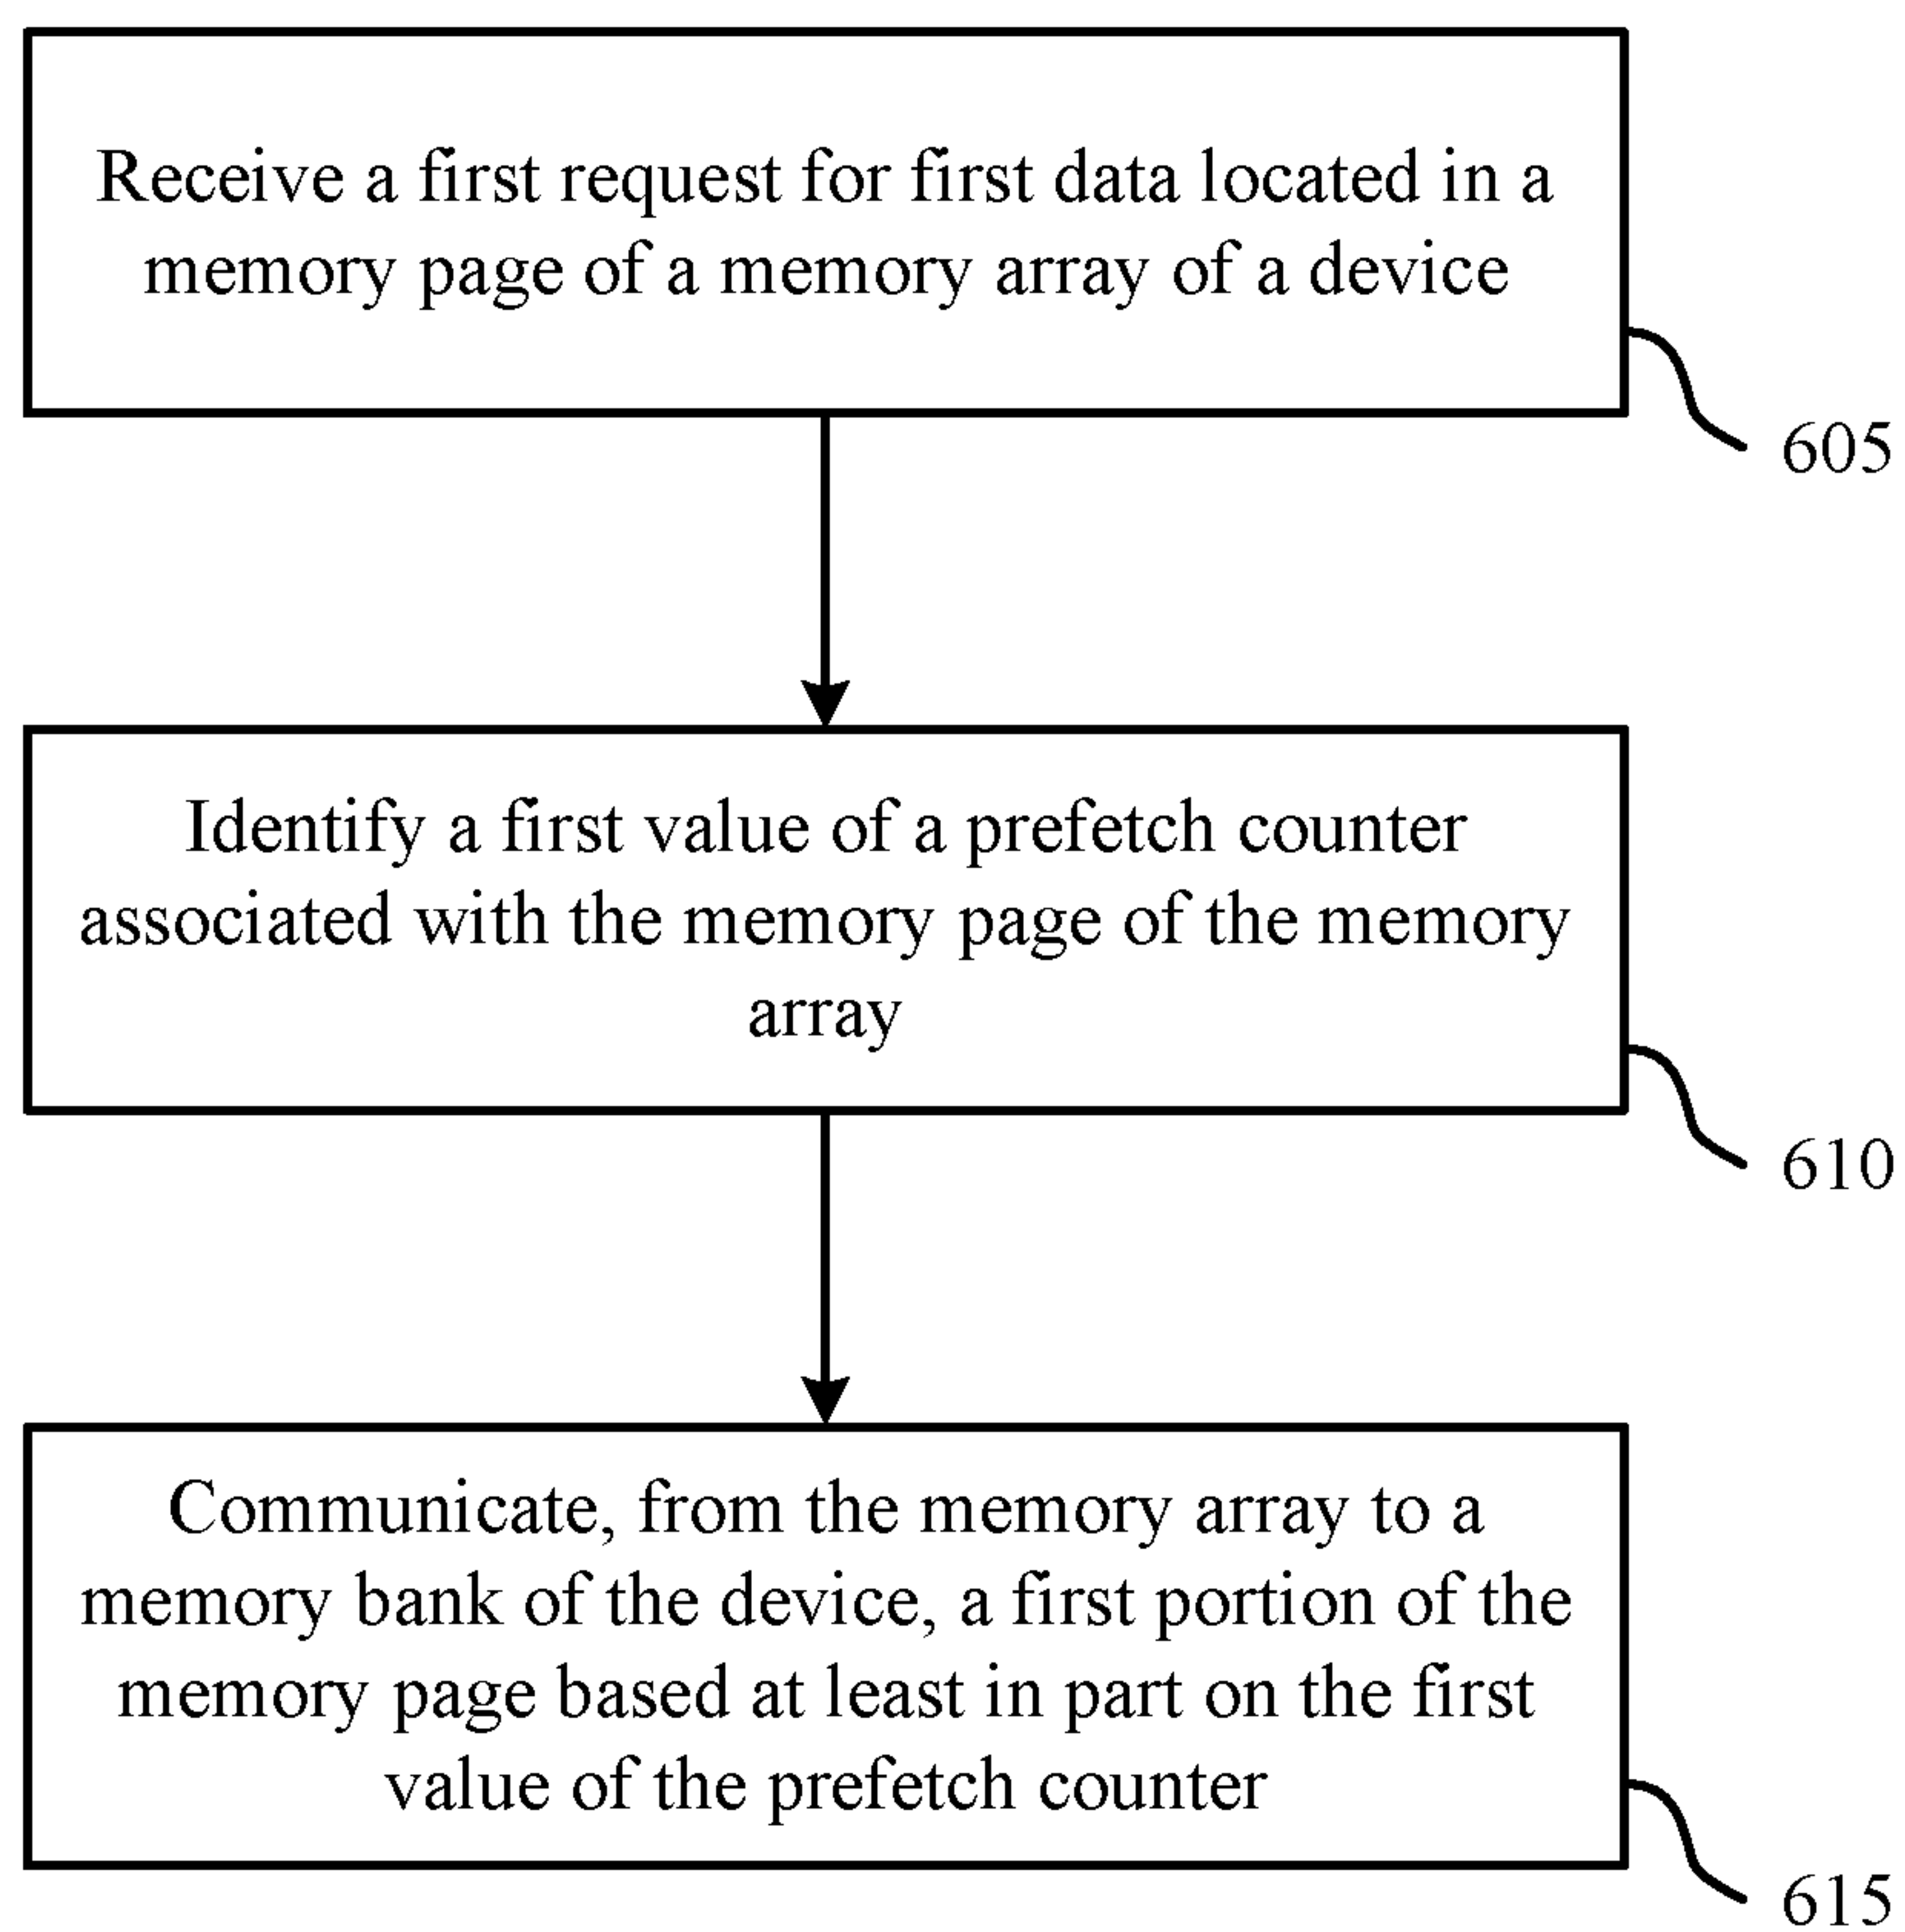 Receive a first request for first data located in a
memory page of a memory array of a device
605
Identify a first value of a prefetch counter
associated with the memory page of the memory
array
610
Communicate, from the memory array to a
memory bank of the device, a first portion of the
memory page based at least in part on the first
value of the prefetch counter
615